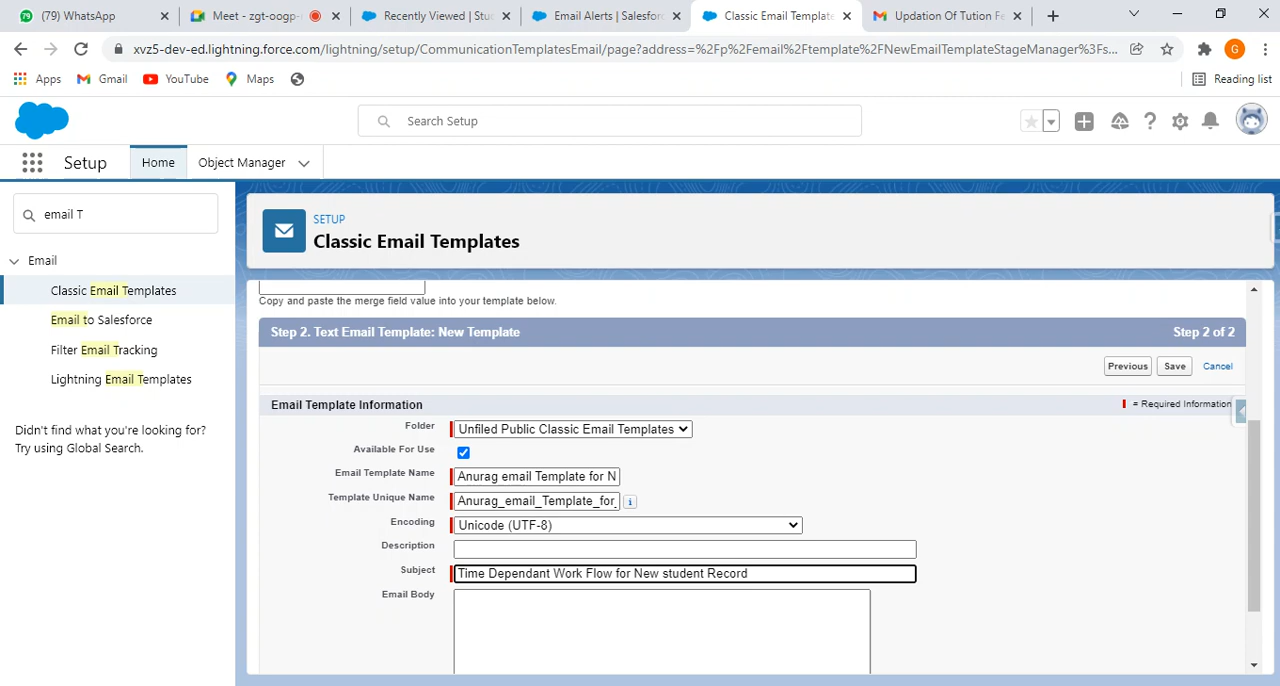 (79) WhatsApp
Meet - zgt-oogp-
Recently Viewed | Stud
Email Alerts | Salesfor
Classic Email Template
Updation Of Tution Fe
xvz5-dev-ed.lightning.force.com/lightning/setup/CommunicationTemplatesEmail/page?address=%2Fp%2Femail%2Ftemplate%2FNewEmailTemplateStageManager%3Fs...
G
Apps
Gmail
YouTube
Maps
Reading list
Search Setup
Setup
Home
Object Manager
email T
Email
Classic Email Templates
Email to Salesforce
Filter Email Tracking
Lightning Email Templates
Didn't find what you're looking for?
Try using Global Search.
SETUP
Classic Email Templates
Copy and paste the merge field value into your template below.
Step 2. Text Email Template: New Template
Step 2 of 2
Previous
Save
Cancel
Email Template Information
= Required Information
Folder
Unfiled Public Classic Email Templates
Available For Use
Email Template Name
Anurag email Template for N
Template Unique Name
Anurag_email_Template_for_
i
Encoding
Unicode (UTF-8)
Description
Subject
Time Dependant Work Flow for New student Record
Email Body